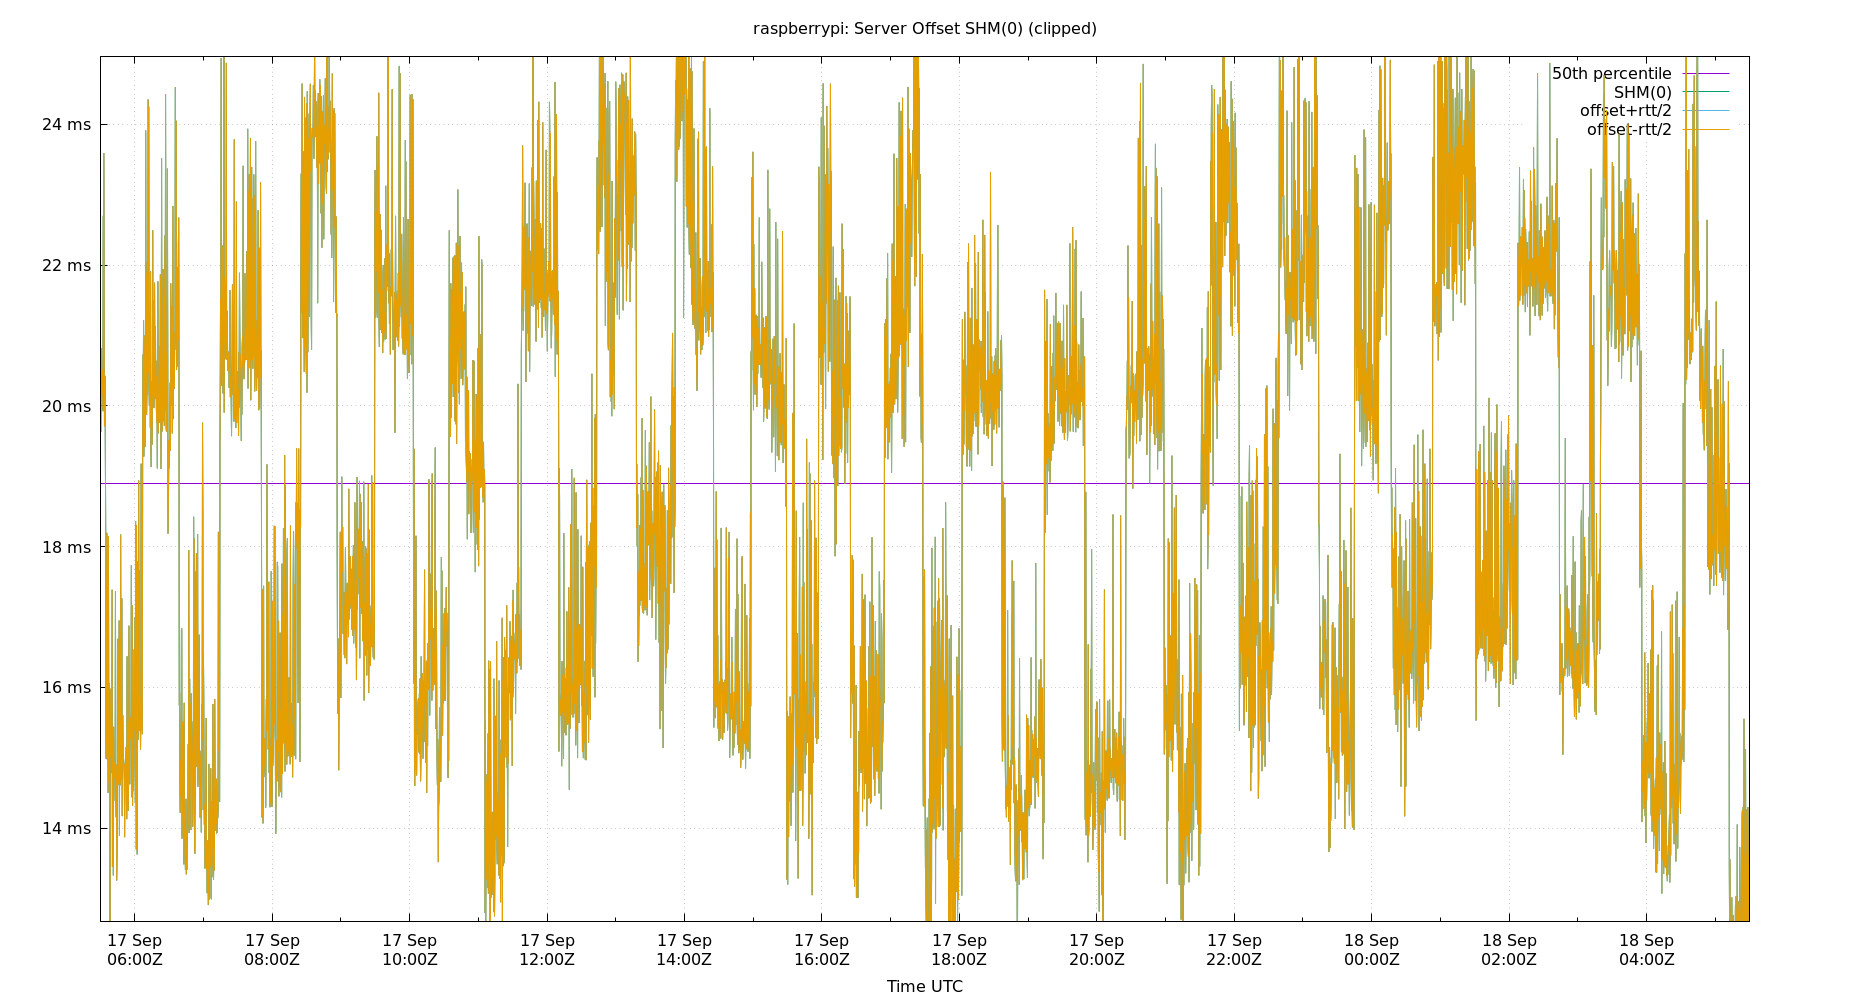 raspberrypi: Server Offset SHM(0) (clipped)
50th percentile
SHM(0)
offset+rtt/2
offset-rtt/2
24 ms
22 ms
20 ms
18 ms
16 ms
14 ms
17 Sep 17 Sep 17 Sep 17 Sep 17 Sep 17 Sep 17 Sep 17 Sep 17 Sep 18 Sep 18 Sep 18 Sep
06:00Z 08:00Z 10:00Z 12:00Z 14:00Z 16:00Z 18:00Z 20:00Z 22:00Z 00:00Z 02:00Z 04:00Z
Time UTC